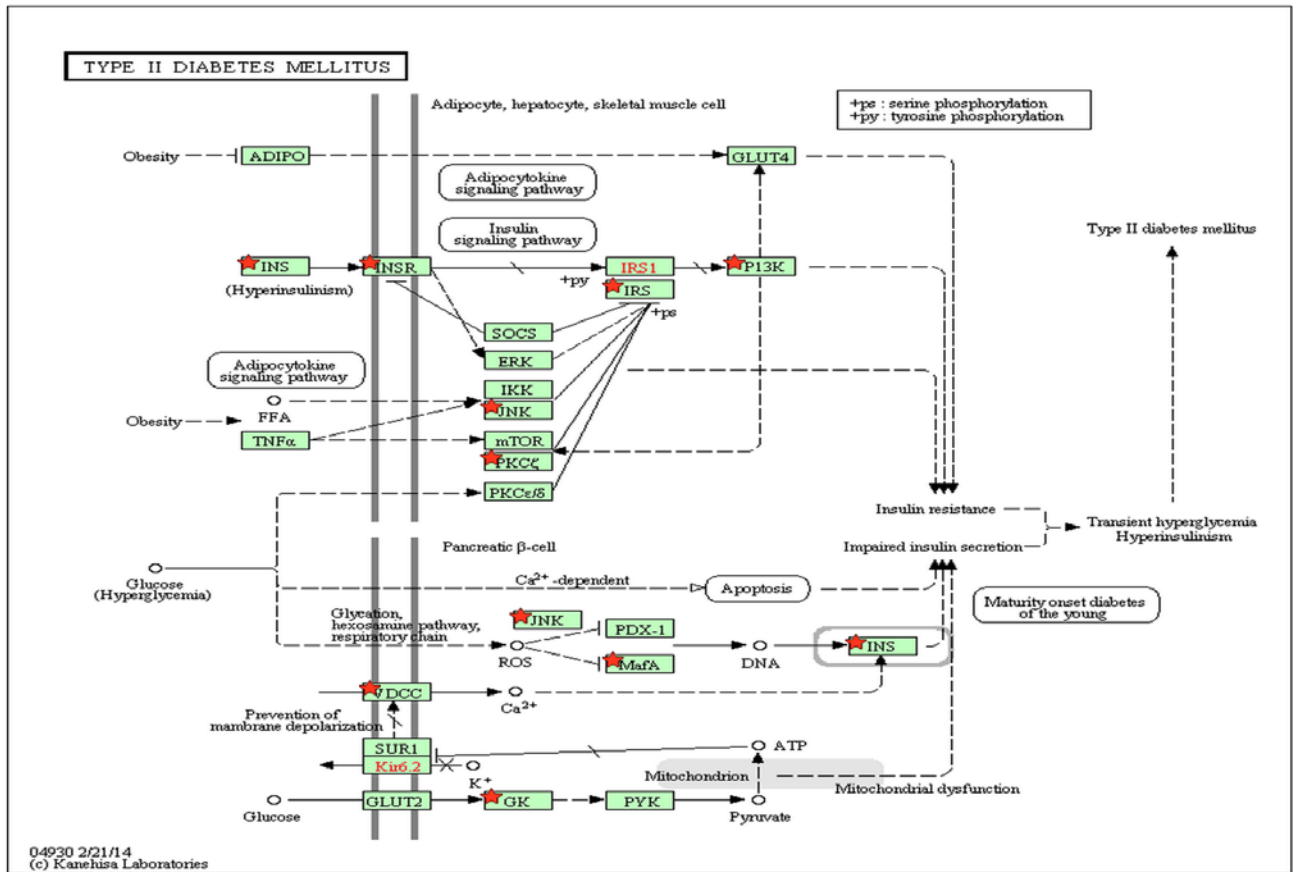 TYPE II DIABETES MELLITUS
Adipocyte, hepatocyte, skeletal muscle cell
+ps : serine phosphorylation
+py : tyrosine phosphorylation
Obesity
ADIPO
GLUT4
Adipocytokine
signaling pathway
Insulin
signaling pathway
Type II diabetes mellitus
INS
INSR
IRS1
P13K
(Hyperinsulinism)
+py
IRS
+ps
SOCS
ERK
Adipocytokine
signaling pathway
IKK
FFA
JNK
Obesity
TNFα
mTOR
PKCζ
PKCε/δ
Insulin resistance
Transient hyperglycemia
Hyperinsulinism
Pancreatic β-cell
Impaired insulin secretion
Glucose
(Hyperglycemia)
Ca2+ -dependent
Apoptosis
Maturity onset diabetes
of the young
Glycation,
hexosamine pathway,
respiratory chain
JNK
PDX-1
ROS
MafA
DNA
INS
VDCC
Ca2+
Prevention of
mambrane depolarization
SUR1
ATP
Kir6.2
K+
Mitochondrion
Mitochondrial dysfunction
Glucose
GLUT2
GK
PYK
Pyruvate
04930 2/21/14
(c) Kanehisa Laboratories